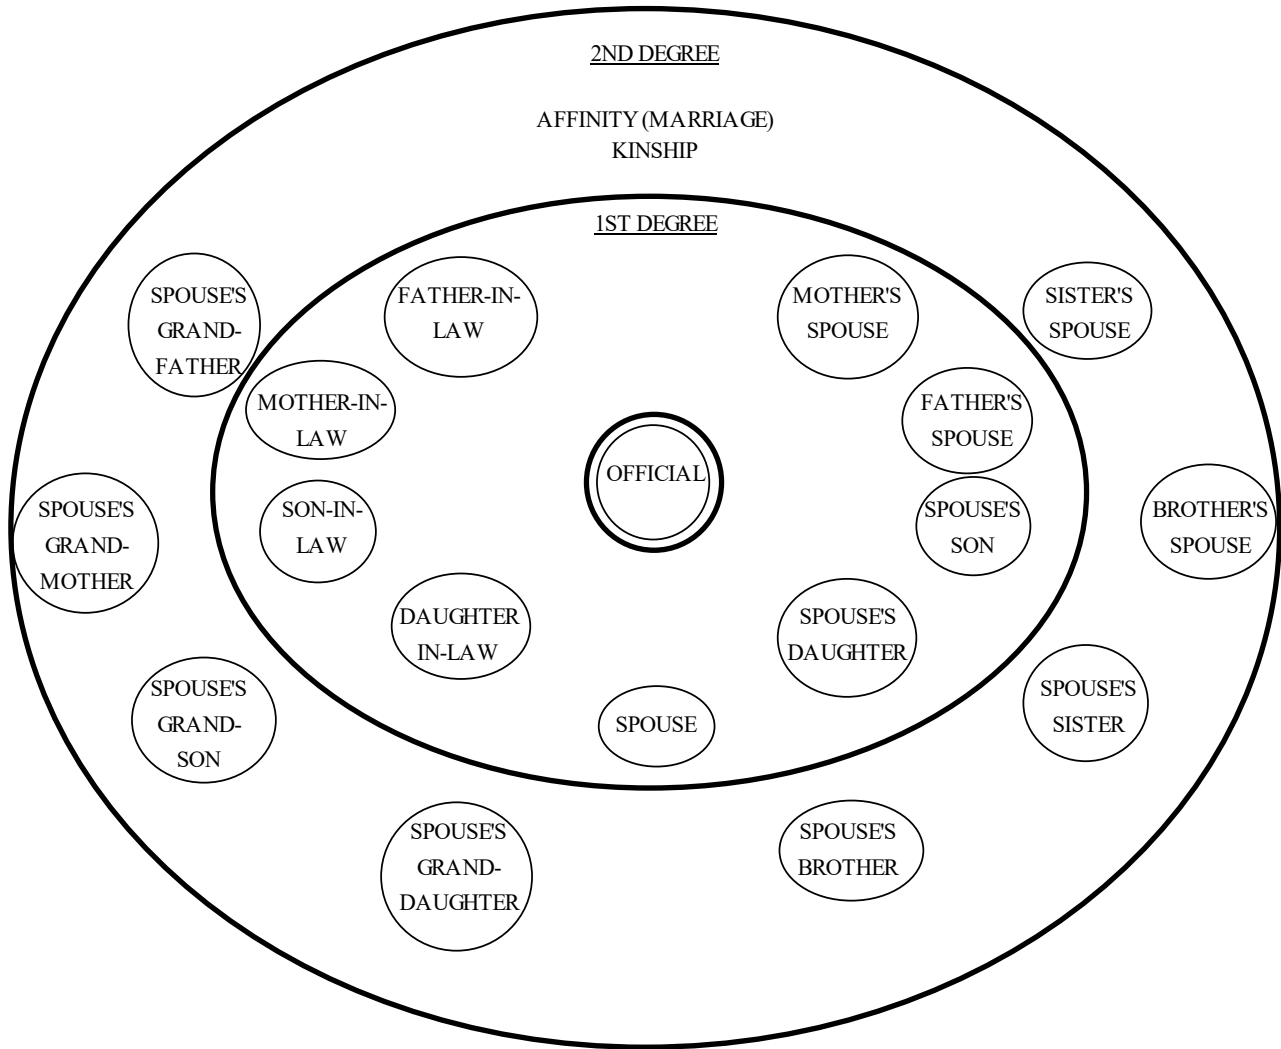 2ND DEGREE
AFFINITY (MARRIAGE)
KINSHIP
1ST DEGREE
SPOUSE'S
GRAND-
FATHER
FATHER-IN-
LAW
MOTHER'S
SPOUSE
SISTER'S
SPOUSE
MOTHER-IN-
LAW
FATHER'S
SPOUSE
OFFICIAL
SPOUSE'S
GRAND-
MOTHER
SON-IN-
LAW
SPOUSE'S
SON
BROTHER'S
SPOUSE
DAUGHTER
IN-LAW
SPOUSE'S
DAUGHTER
SPOUSE'S
GRAND-
SON
SPOUSE
SPOUSE'S
SISTER
SPOUSE'S
GRAND-
DAUGHTER
SPOUSE'S
BROTHER